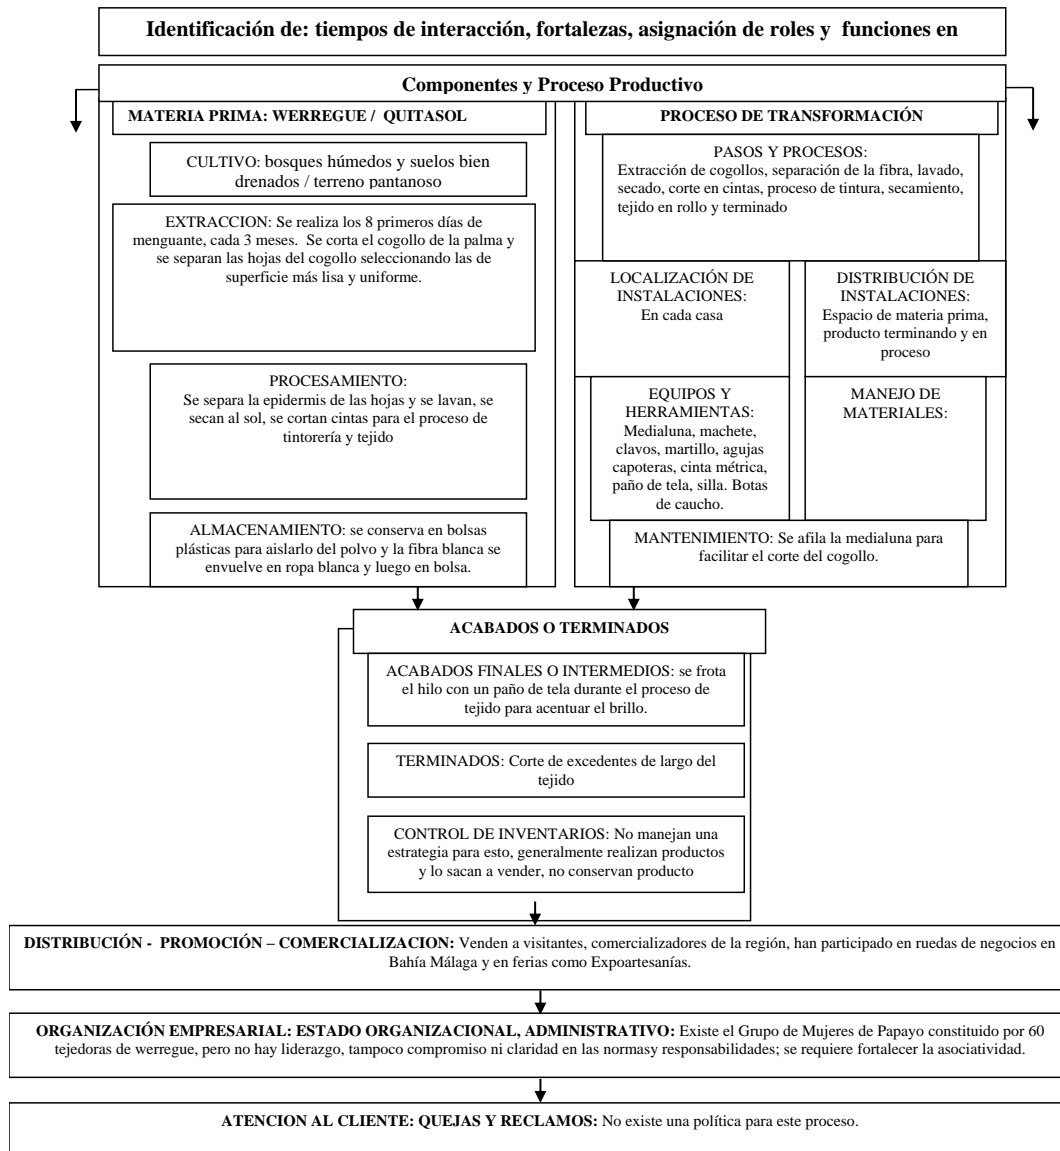 Identificación de: tiempos de interacción, fortalezas, asignación de roles y funciones en
Componentes y Proceso Productivo
MATERIA PRIMA: WERREGUE / QUITASOL
CULTIVO: bosques húmedos y suelos bien
drenados / terreno pantanoso
EXTRACCION: Se realiza los 8 primeros días de
menguante, cada 3 meses. Se corta el cogollo de la palma y
se separan las hojas del cogollo seleccionando las de
superficie más lisa y uniforme.
PROCESAMIENTO:
Se separa la epidermis de las hojas y se lavan, se
secan al sol, se cortan cintas para el proceso de
tintorería y tejido
ALMACENAMIENTO: se conserva en bolsas
plásticas para aislarlo del polvo y la fibra blanca se
envuelve en ropa blanca y luego en bolsa.
PROCESO DE TRANSFORMACIÓN
PASOS Y PROCESOS:
Extracción de cogollos, separación de la fibra, lavado,
secado, corte en cintas, proceso de tintura, secamiento,
tejido en rollo y terminado
LOCALIZACIÓN DE
INSTALACIONES:
En cada casa
DISTRIBUCIÓN DE
INSTALACIONES:
Espacio de materia prima,
producto terminando y en
proceso
EQUIPOS Y
HERRAMIENTAS:
Medialuna, machete,
clavos, martillo, agujas
capoteras, cinta métrica,
paño de tela, silla. Botas
de caucho.
MANEJO DE
MATERIALES:
MANTENIMIENTO: Se afila la medialuna para
facilitar el corte del cogollo.
ACABADOS O TERMINADOS
ACABADOS FINALES O INTERMEDIOS: se frota
el hilo con un paño de tela durante el proceso de
tejido para acentuar el brillo.
TERMINADOS: Corte de excedentes de largo del
tejido
CONTROL DE INVENTARIOS: No manejan una
estrategia para esto, generalmente realizan productos
y lo sacan a vender, no conservan producto
DISTRIBUCIÓN - PROMOCIÓN – COMERCIALIZACION: Venden a visitantes, comercializadores de la región, han participado en ruedas de negocios en
Bahía Málaga y en ferias como Expoartesanías.
ORGANIZACIÓN EMPRESARIAL: ESTADO ORGANIZACIONAL, ADMINISTRATIVO: Existe el Grupo de Mujeres de Papayo constituido por 60
tejedoras de werregue, pero no hay liderazgo, tampoco compromiso ni claridad en las normasy responsabilidades; se requiere fortalecer la asociatividad.
ATENCION AL CLIENTE: QUEJAS Y RECLAMOS: No existe una política para este proceso.